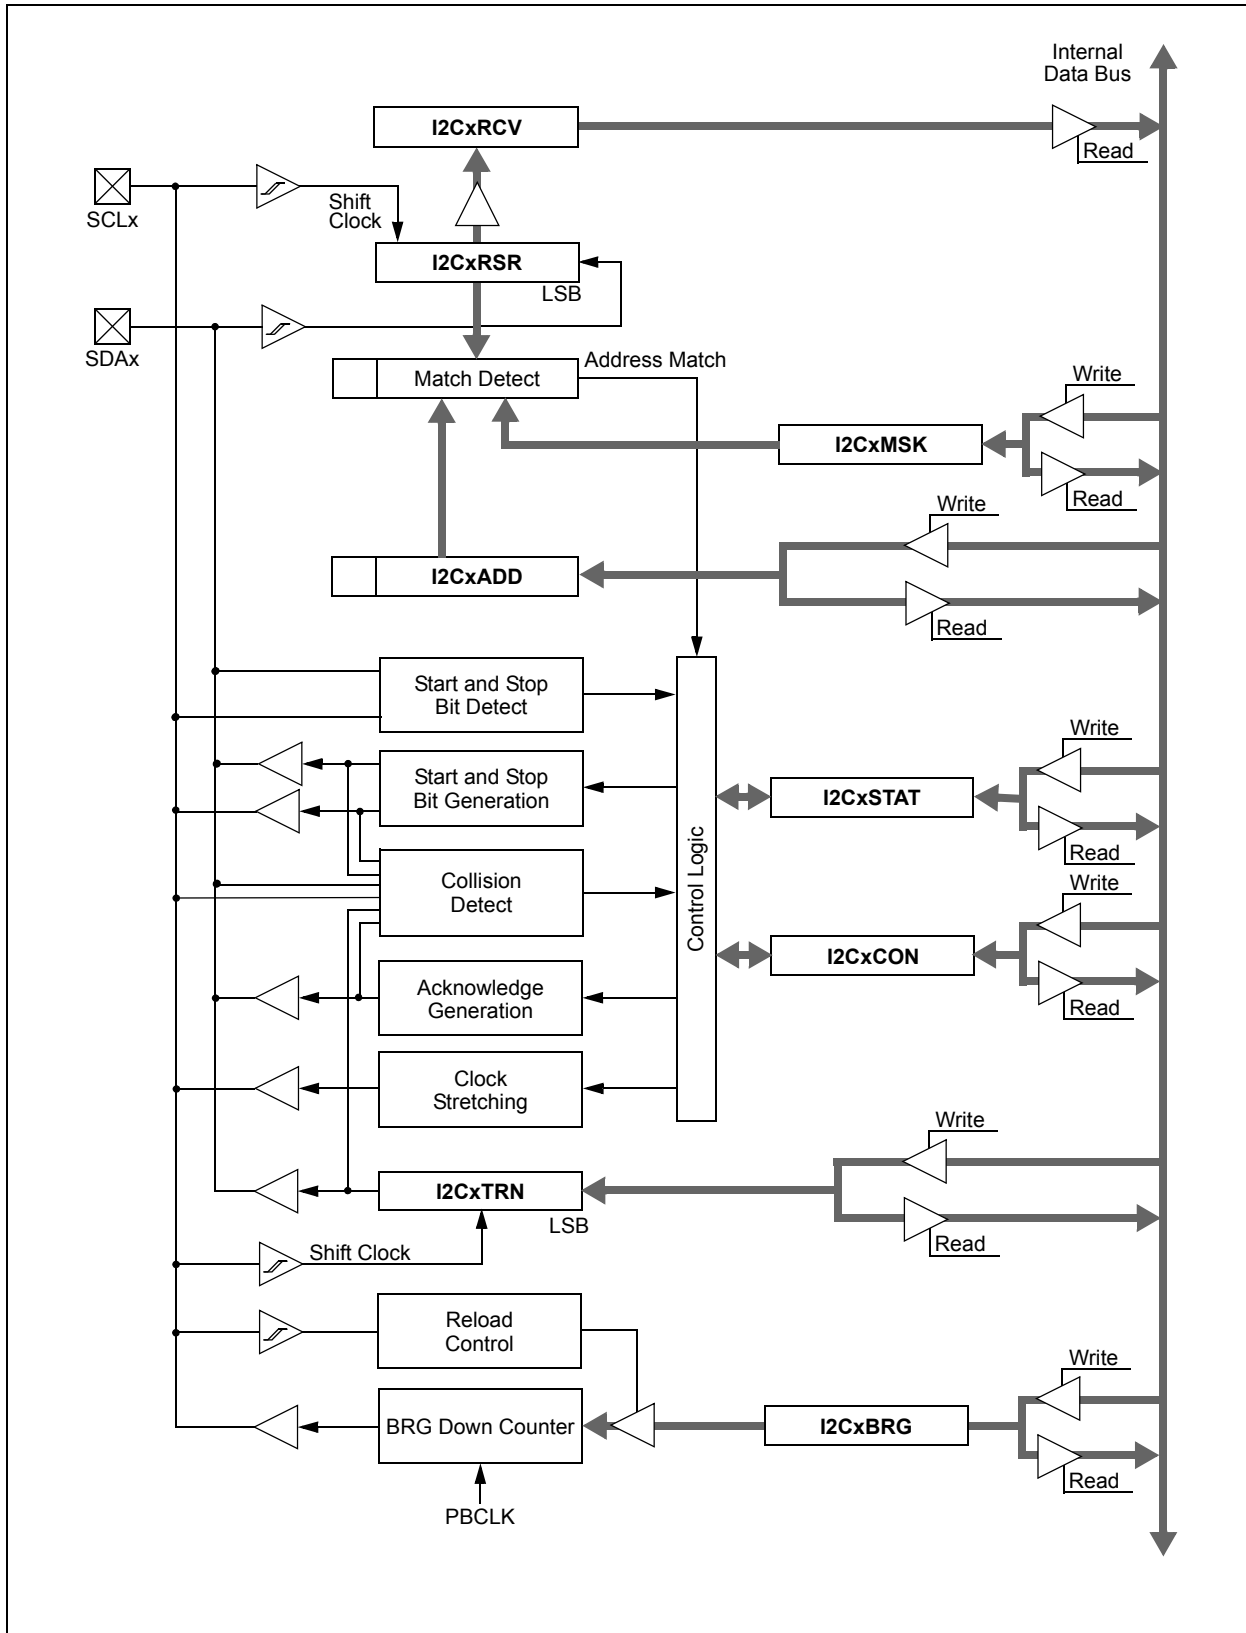 Internal
Data Bus
I2CxRCV
Read
SCLx
Shift
Clock
I2CxRSR
LSB
SDAx
Address Match
Match Detect
Write
I2CxMSK
Read
Write
I2CxADD
Read
Start and Stop
Bit Detect
Write
Start and Stop
Bit Generation
I2CxSTAT
Read
Control Logic
Collision
Detect
Write
I2CxCON
Read
Acknowledge
Generation
Clock
Stretching
Write
I2CxTRN
LSB
Read
Shift Clock
Reload
Control
Write
BRG Down Counter
I2CxBRG
Read
PBCLK